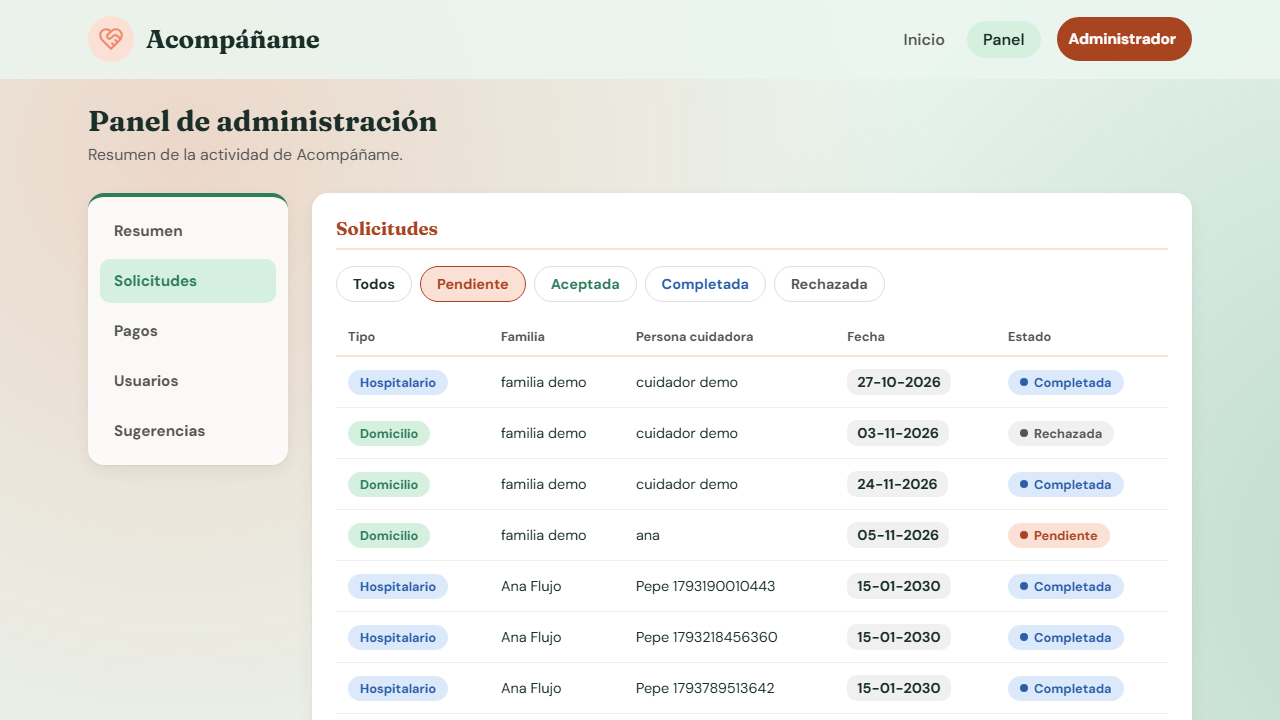 Acompáñame
Inicio Panel Administrador
Panel de administración
Resumen de la actividad de Acompáñame.
Resumen
Solicitudes
Pagos
Usuarios
Sugerencias
Solicitudes
Todos Pendiente Aceptada Completada Rechazada
Tipo Familia Persona cuidadora Fecha Estado
Hospitalario familia demo cuidador demo 27-10-2026 Completada
Domicilio familia demo cuidador demo 03-11-2026 Rechazada
Domicilio familia demo cuidador demo 24-11-2026 Completada
Domicilio familia demo ana 05-11-2026 Pendiente
Hospitalario Ana Flujo Pepe 1793190010443 15-01-2030 Completada
Hospitalario Ana Flujo Pepe 1793218456360 15-01-2030 Completada
Hospitalario Ana Flujo Pepe 1793789513642 15-01-2030 Completada